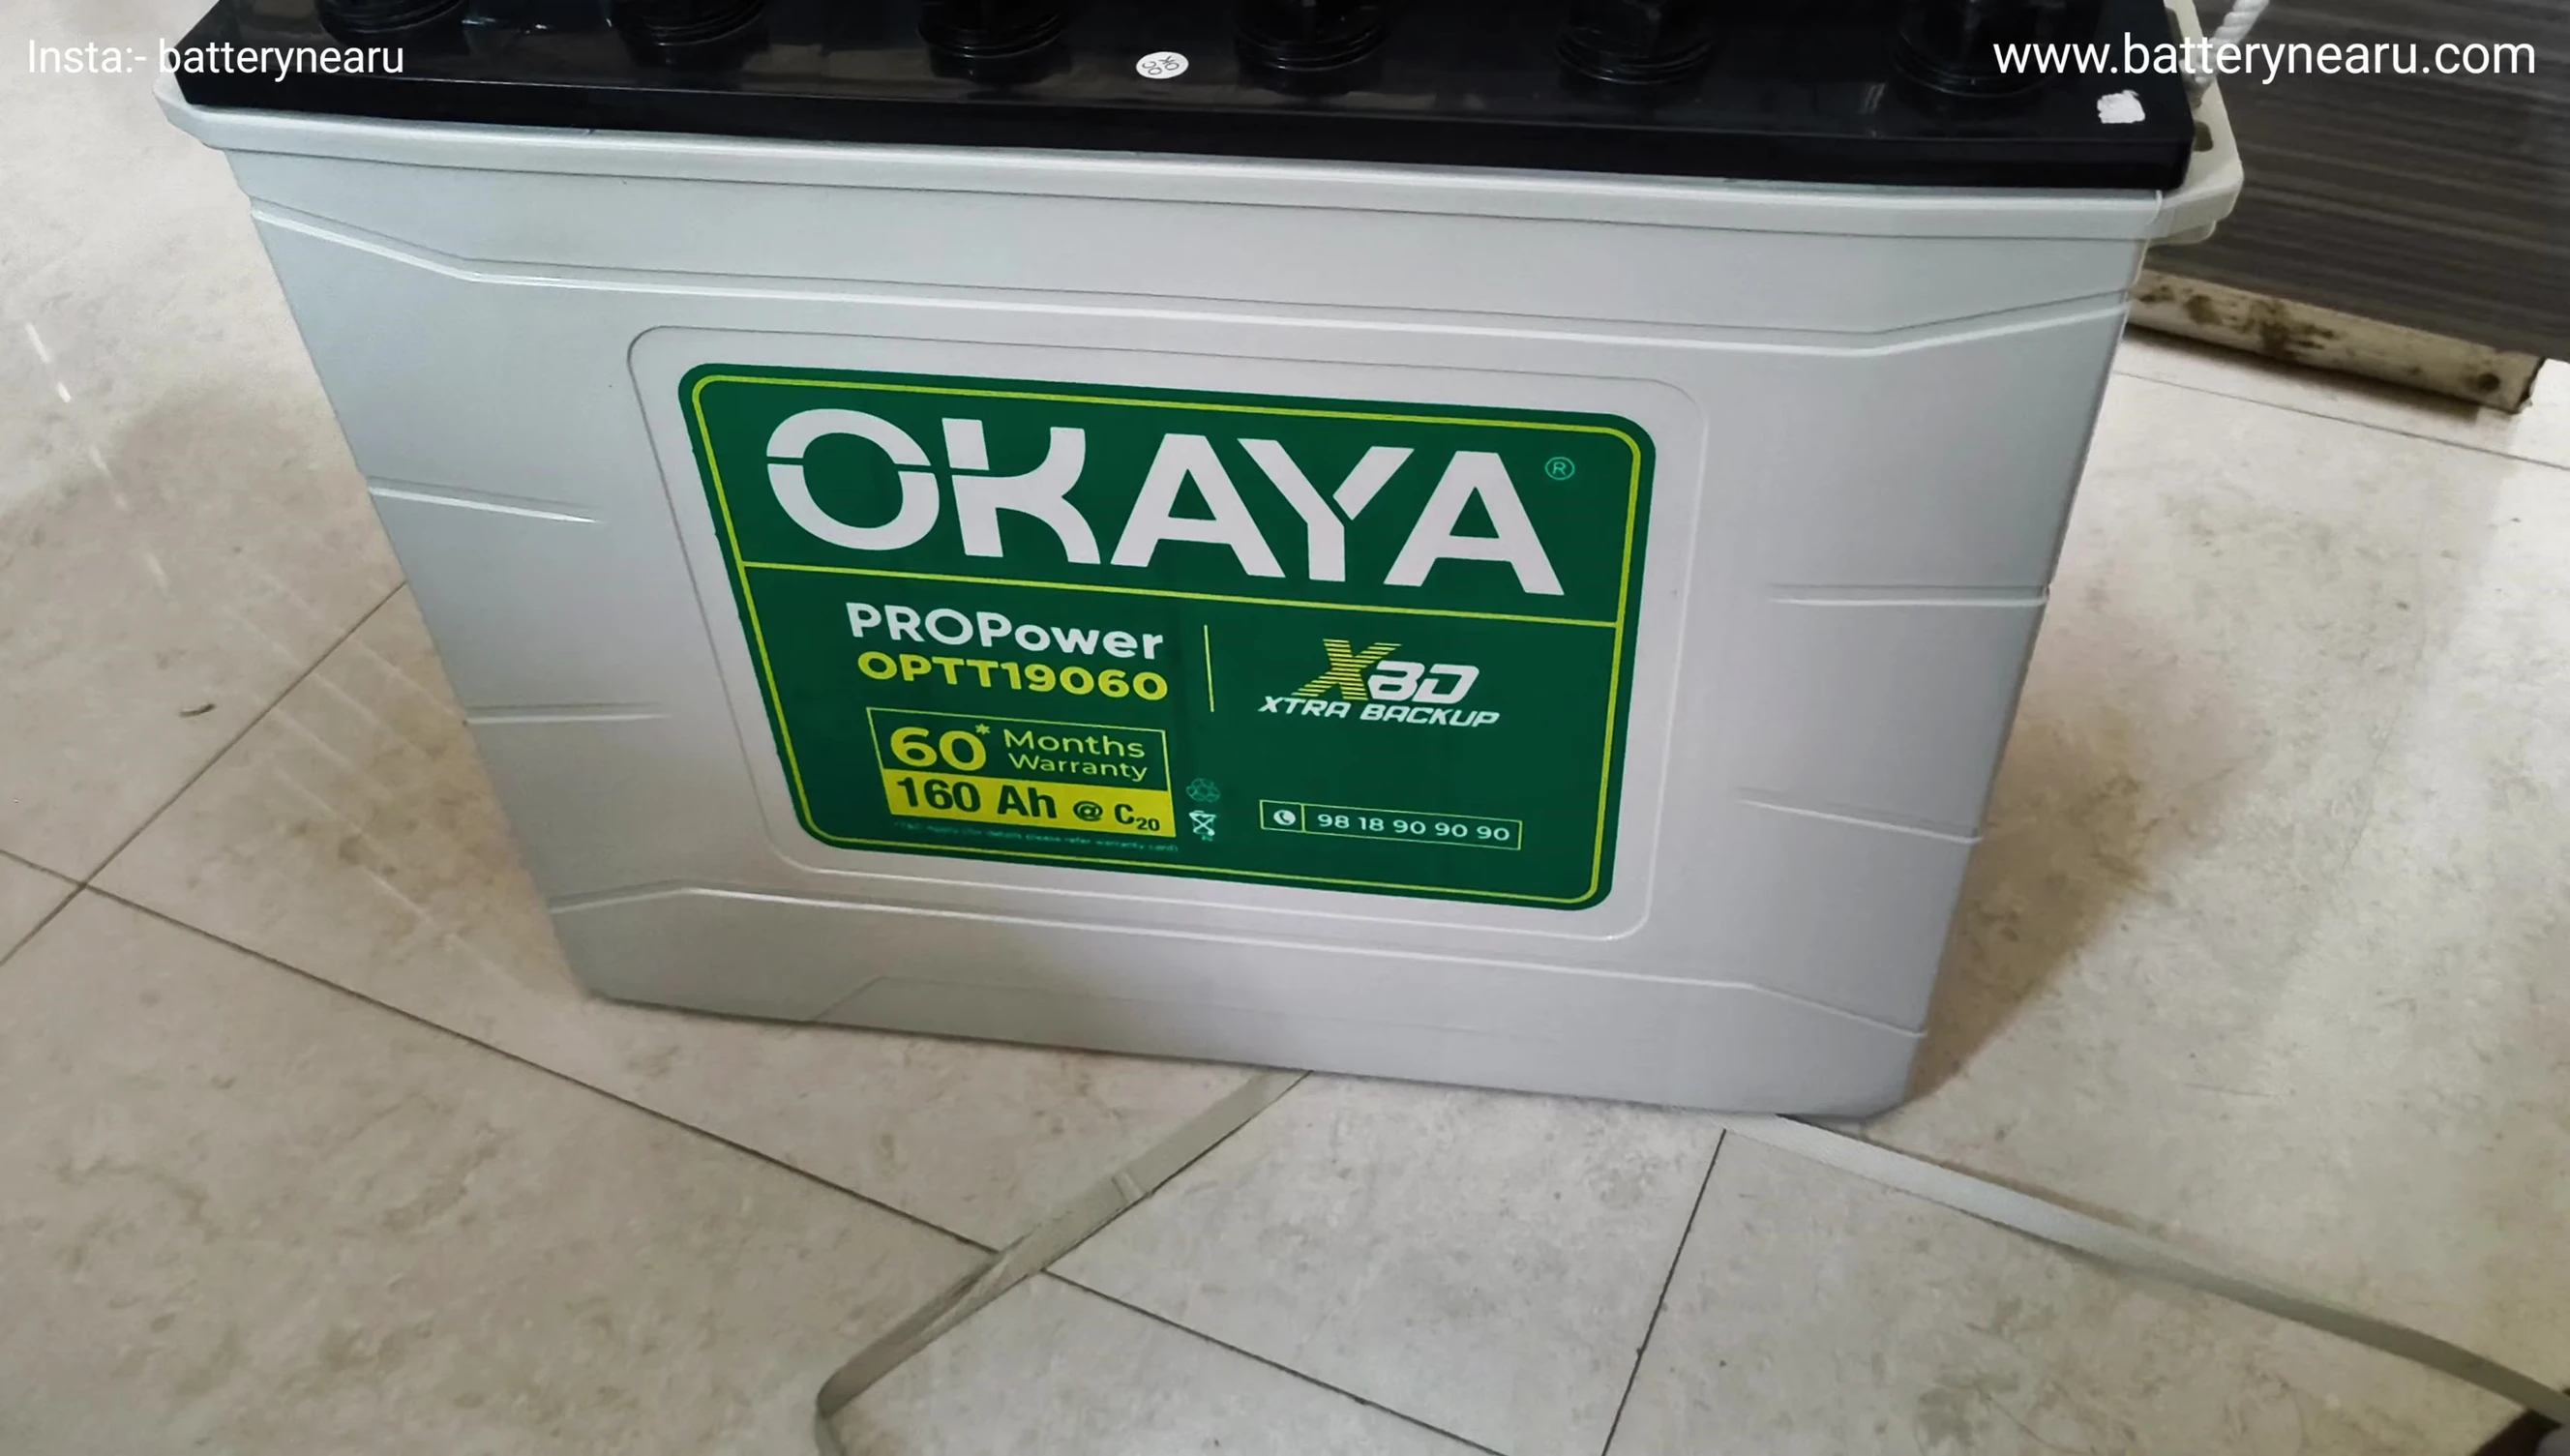 Insta:- batterynearu
www.batterynearu.com
OKAYA ®
PROPower
OPTT19060
XBD
XTRA BACKUP
60* Months
Warranty
160 Ah @ C20
98 18 90 90 90